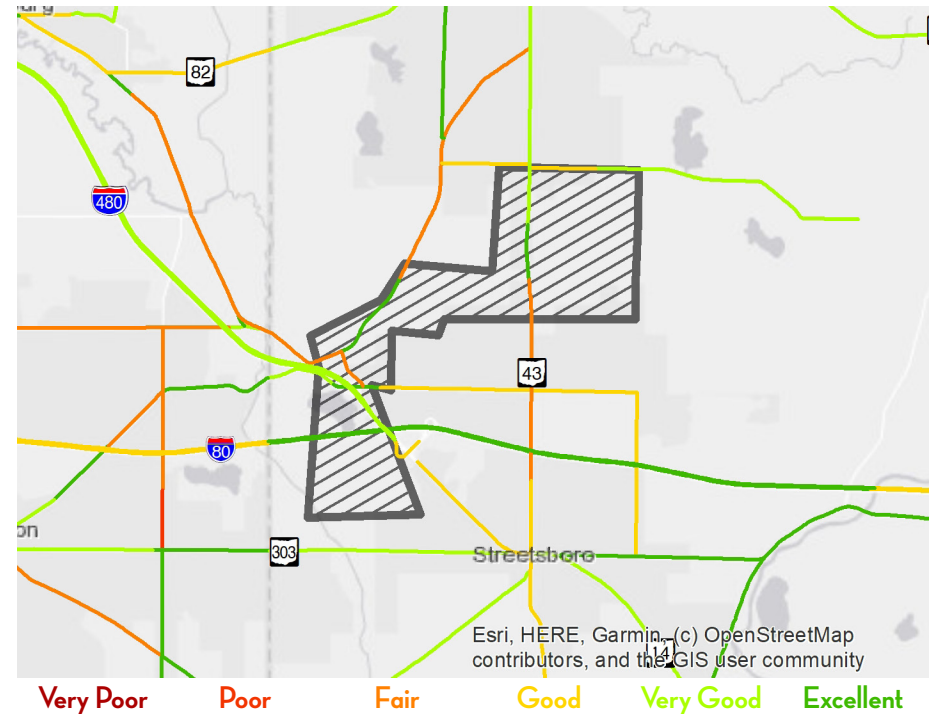 82
480
43
80
on
303
Streetsboro
14
Esri, HERE, Garmin, (c) OpenStreetMap
contributors, and the GIS user community
Very Poor Poor Fair Good Very Good Excellent